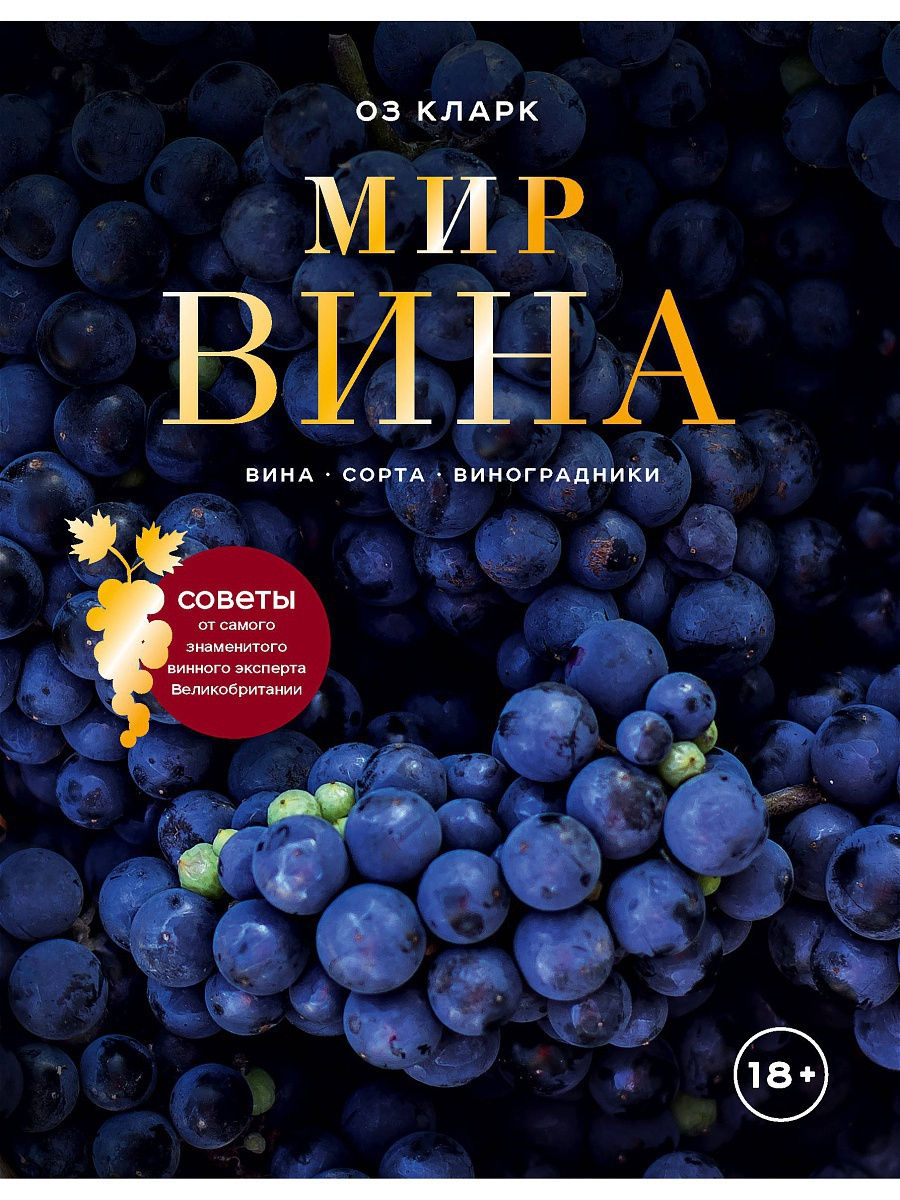 ОЗ КЛАРК
МИР
ВИНА
ВИНА · СОРТА · ВИНОГРАДНИКИ
советы
от самого
знаменитого
винного эксперта
Великобритании
18+